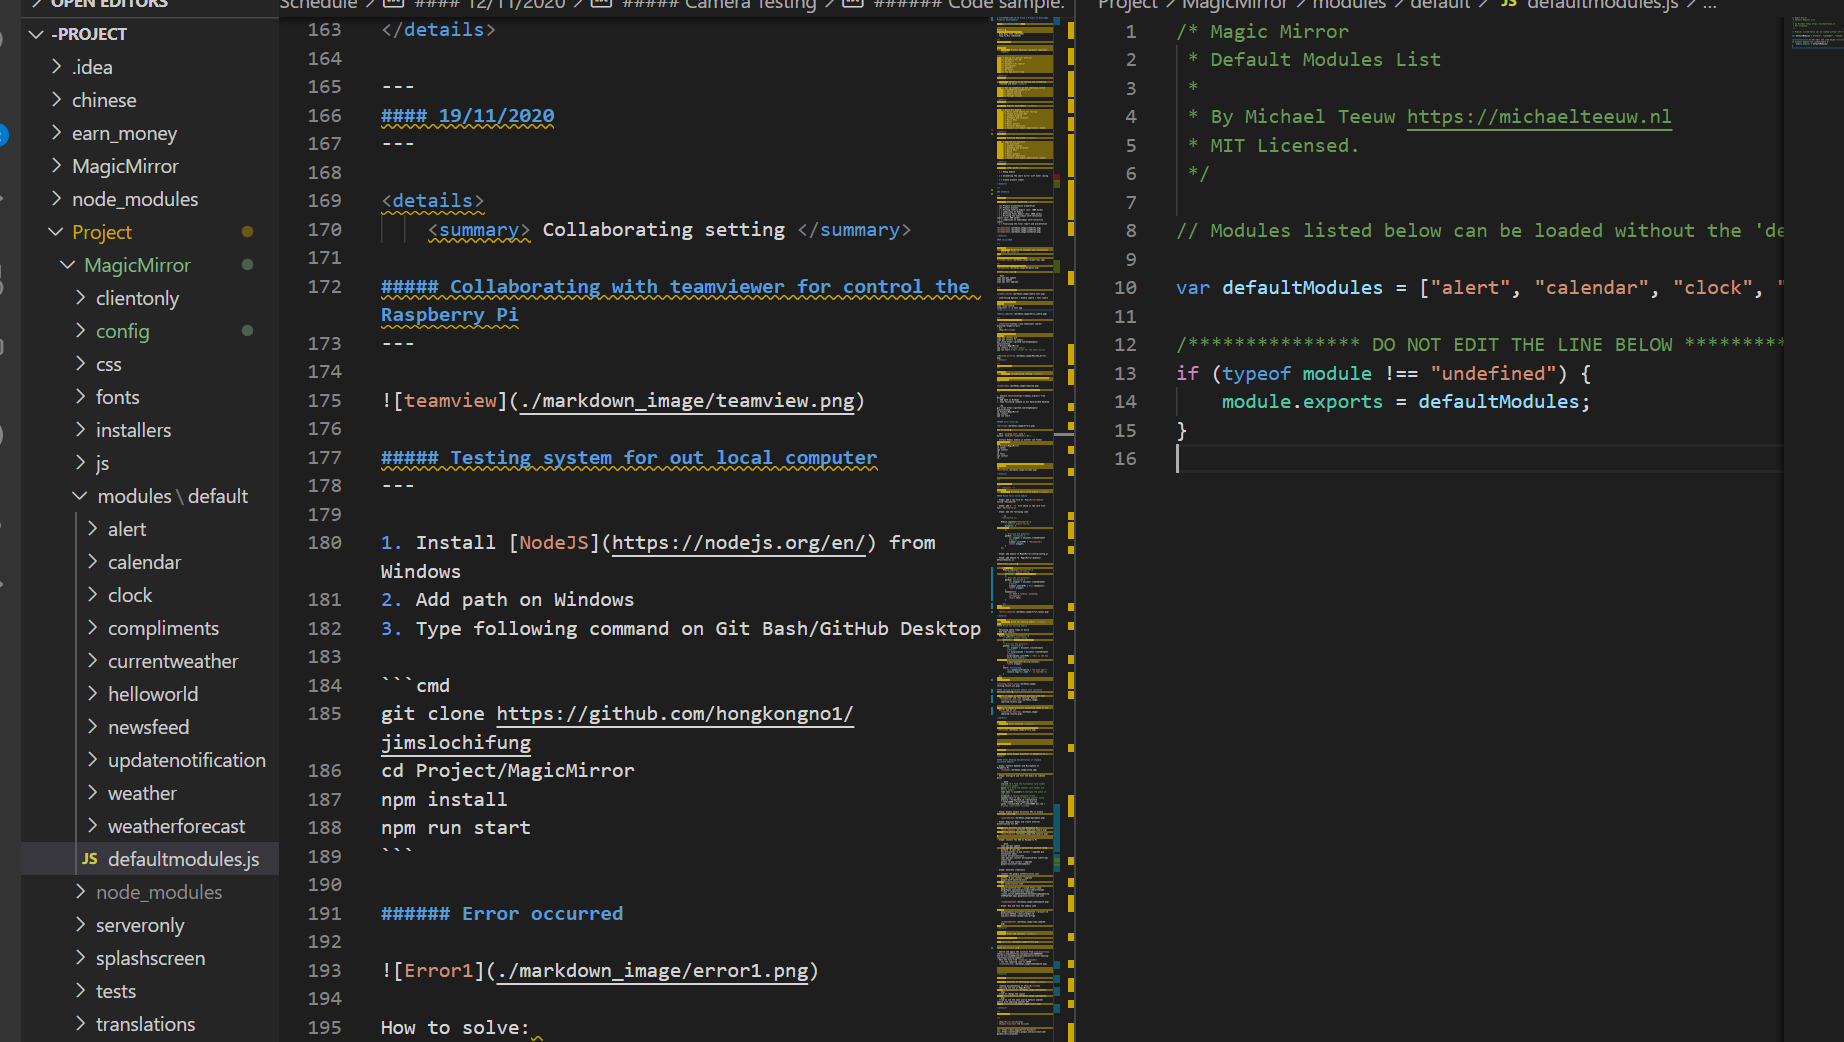 OPEN EDITORS
-PROJECT
.idea
chinese
earn_money
MagicMirror
node_modules
Project
MagicMirror
clientonly
config
css
fonts
installers
js
modules\default
alert
calendar
clock
compliments
currentweather
helloworld
newsfeed
updatenotification
weather
weatherforecast
JS defaultmodules.js
node_modules
serveronly
splashscreen
tests
translations
Schedule > #### 12/11/2020 > ##### Camera Testing > ###### Code sample.
163 </details>
164
165 ---
166 #### 19/11/2020
167 ---
168
169 <details>
170 <summary> Collaborating setting </summary>
171
172 ##### Collaborating with teamviewer for control the
Raspberry Pi
173 ---
174
175 ![teamview](./markdown_image/teamview.png)
176
177 ##### Testing system for out local computer
178 ---
179
180 1. Install [NodeJS](https://nodejs.org/en/) from
Windows
181 2. Add path on Windows
182 3. Type following command on Git Bash/GitHub Desktop
183
184 ```cmd
185 git clone https://github.com/hongkongno1/
jimslochifung
186 cd Project/MagicMirror
187 npm install
188 npm run start
189 ```
190
191 ###### Error occurred
192
193 ![Error1](./markdown_image/error1.png)
194
195 How to solve:
Project > MagicMirror > modules > default > JS defaultmodules.js > ...
1 /* Magic Mirror
2 * Default Modules List
3 *
4 * By Michael Teeuw https://michaelteeuw.nl
5 * MIT Licensed.
6 */
7
8 // Modules listed below can be loaded without the 'de
9
10 var defaultModules = ["alert", "calendar", "clock", "
11
12 /*************** DO NOT EDIT THE LINE BELOW *********
13 if (typeof module !== "undefined") {
14 module.exports = defaultModules;
15 }
16